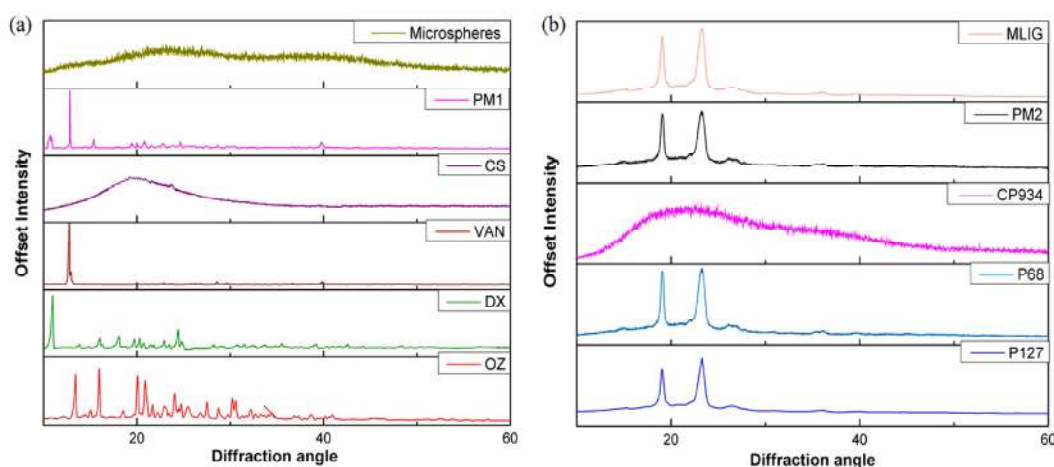 (a)
Microspheres
PM1
CS
VAN
DX
OZ
Offset Intensity
20 40 60
Diffraction angle
(b)
MLIG
PM2
CP934
P68
P127
Offset Intensity
20 40 60
Diffraction angle